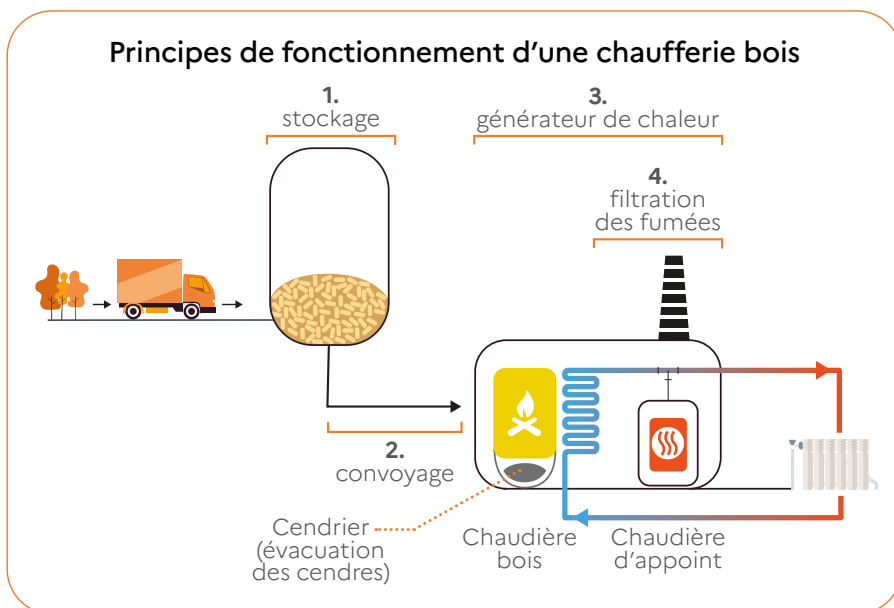 Principes de fonctionnement d’une chaufferie bois
1.
stockage
3.
générateur de chaleur
4.
filtration
des fumées
2.
convoyage
Cendrier
(évacuation
des cendres)
Chaudière
bois
Chaudière
d’appoint